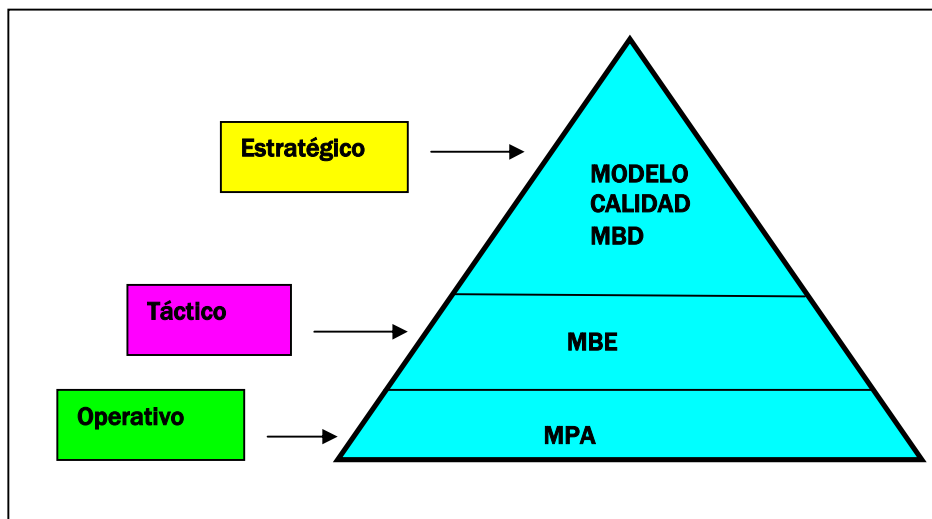 Estratégico
MODELO
CALIDAD
MBD
Táctico
MBE
Operativo
MPA